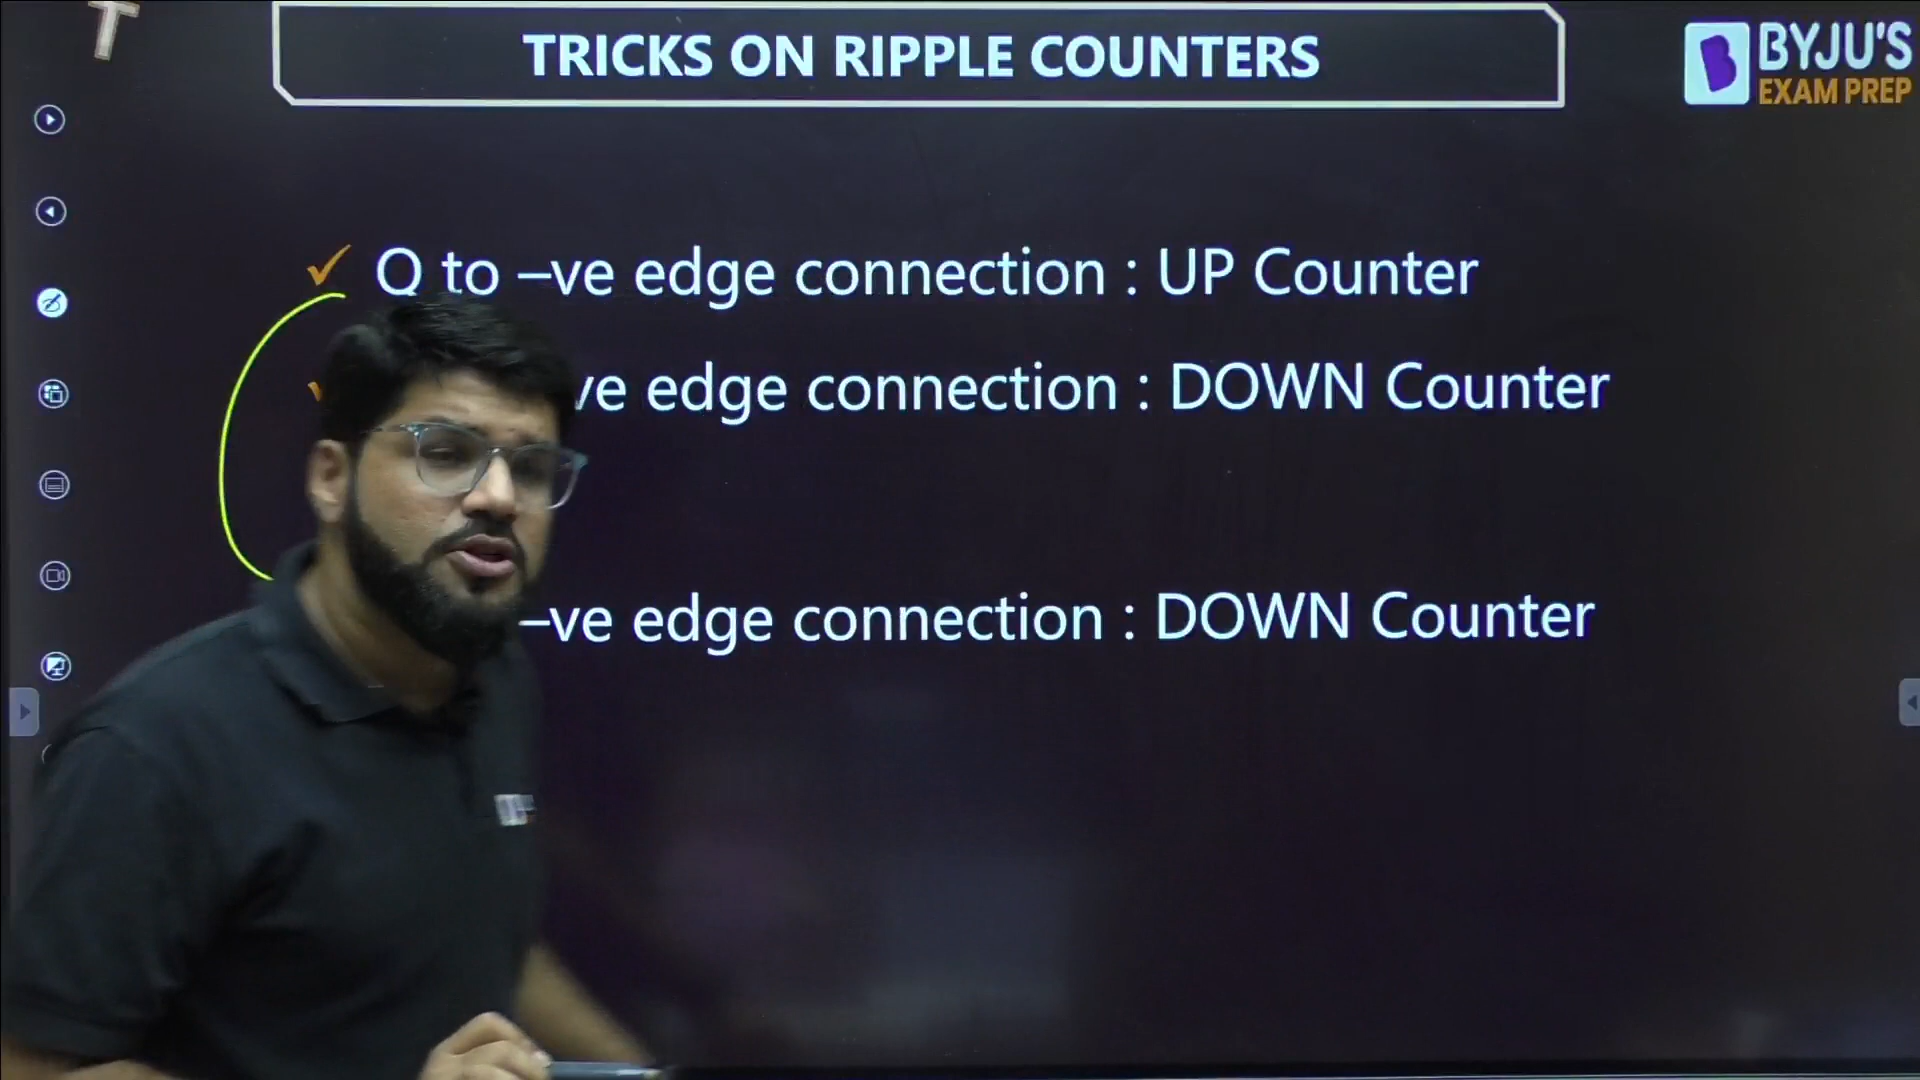 T
TRICKS ON RIPPLE COUNTERS
BYJU'S
EXAM PREP
Q to –ve edge connection : UP Counter
ve edge connection : DOWN Counter
–ve edge connection : DOWN Counter